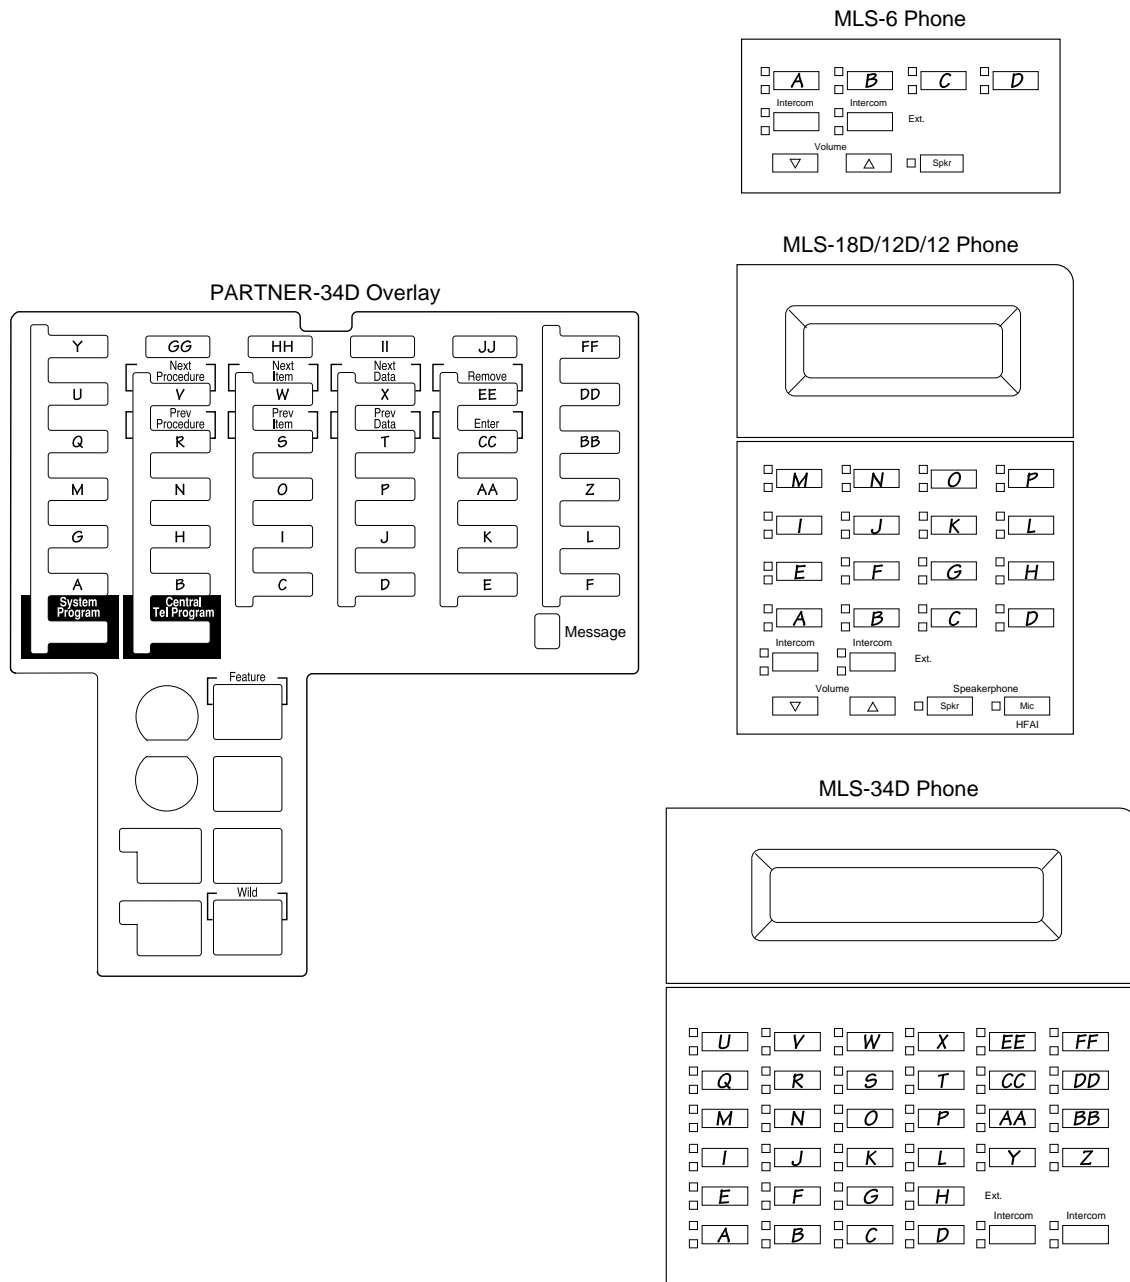 MLS-6 Phone
A B C D
Intercom Intercom
Ext.
Volume
Spkr
MLS-18D/12D/12 Phone
M N O P
I J K L
E F G H
A B C D
Intercom Intercom
Ext.
Volume Speakerphone
Spkr Mic
HFAI
PARTNER-34D Overlay
Y GG HH II JJ FF
Next Procedure Next Item Next Data Remove
U V W X EE DD
Prev Procedure Prev Item Prev Data Enter
Q R S T CC BB
M N O P AA Z
G H I J K L
A B C D E F
System Program Central Tel Program
Message
Feature
Wild
MLS-34D Phone
U V W X EE FF
Q R S T CC DD
M N O P AA BB
I J K L Y Z
E F G H Ext.
Intercom Intercom
A B C D